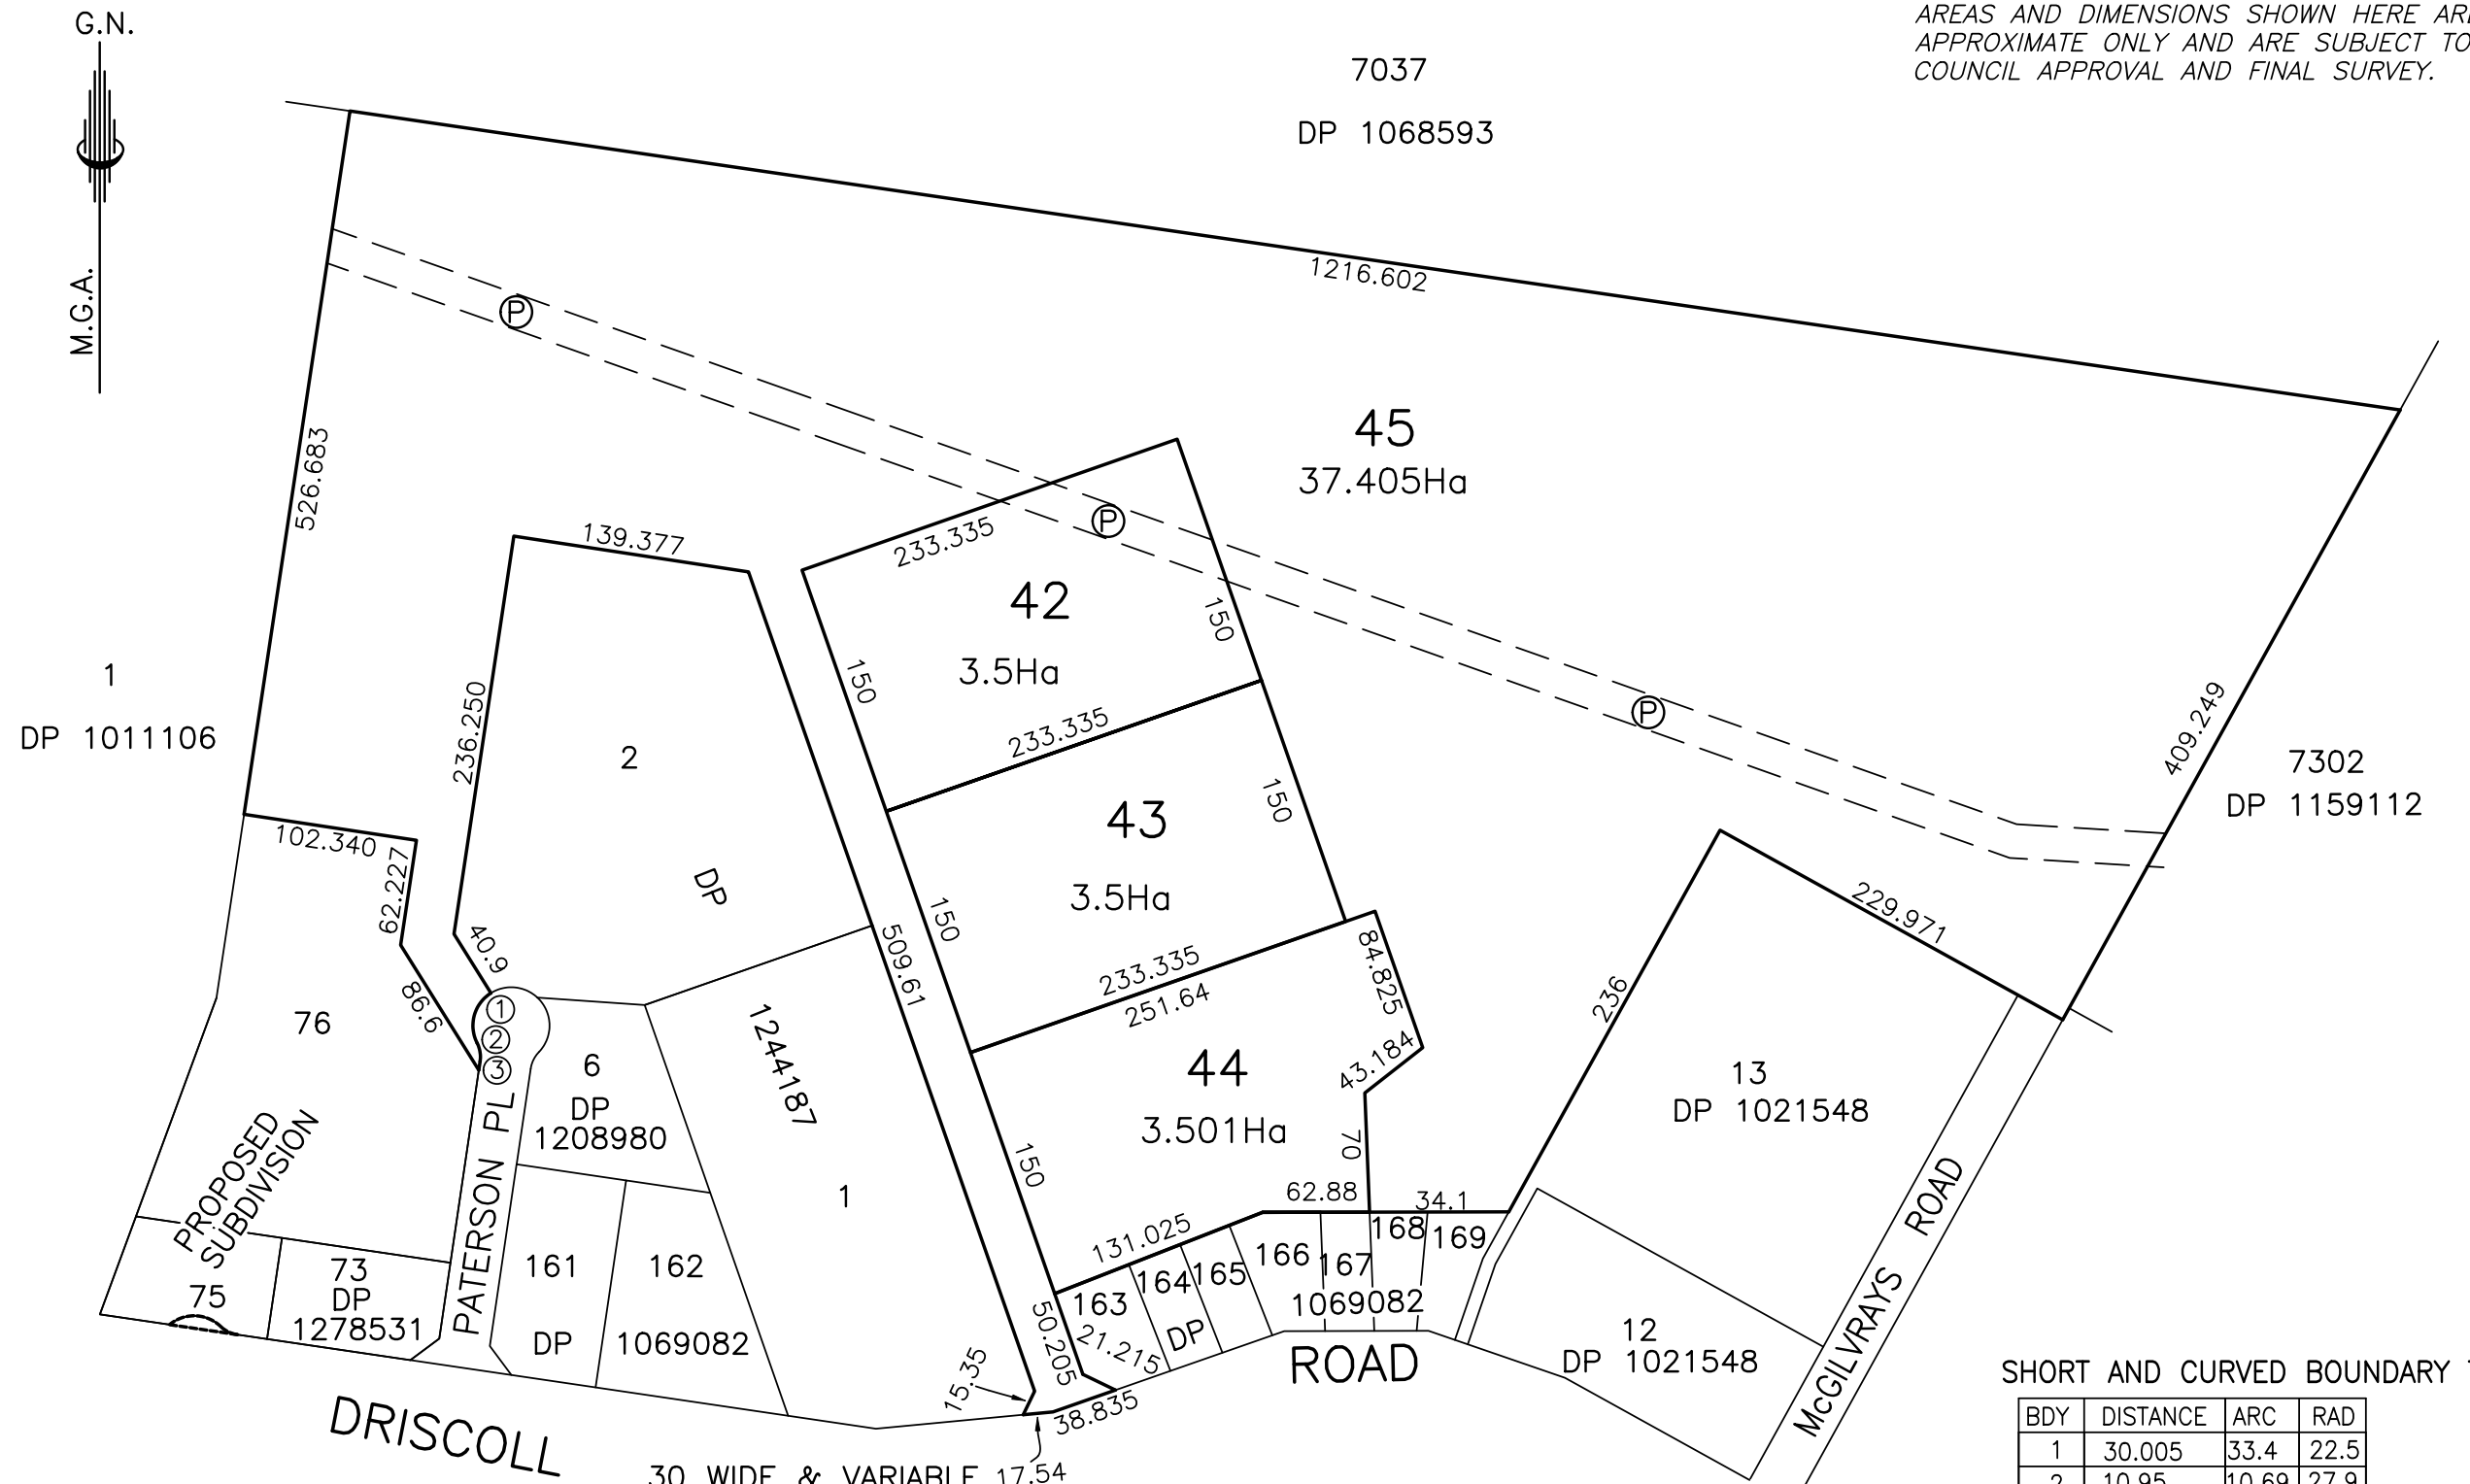 G.N.
M.G.A.
AREAS AND DIMENSIONS SHOWN HERE ARE
APPROXIMATE ONLY AND ARE SUBJECT TO
COUNCIL APPROVAL AND FINAL SURVEY.
7037
DP 1068593
1216.602
P
45
37.405Ha
526.683
139.377
233.335
P
42
3.5Ha
150
150
1
DP 1011106
236.250
2
DP
1244187
1
233.335
43
3.5Ha
150
150
P
409.249
7302
DP 1159112
102.340
62.227
40.9
86.6
509.61
233.335
251.64
84.825
43.184
44
3.501Ha
150
70
62.88
34.1
131.025
229.971
236
13
DP 1021548
76
1
2
3
6
DP
1208980
PROPOSED
SUBDIVISION
PATERSON PL
75
73
DP
1278531
161
162
DP 1069082
163
164
165
166
167
168
169
DP 1069082
50.205
21.215
15.35
38.835
17.54
12
DP 1021548
McGILVRAYS ROAD
DRISCOLL ROAD
30 WIDE & VARIABLE
SHORT AND CURVED BOUNDARY
BDY DISTANCE ARC RAD
1 30.005 33.4 22.5
2 10.95 10.69 27.9